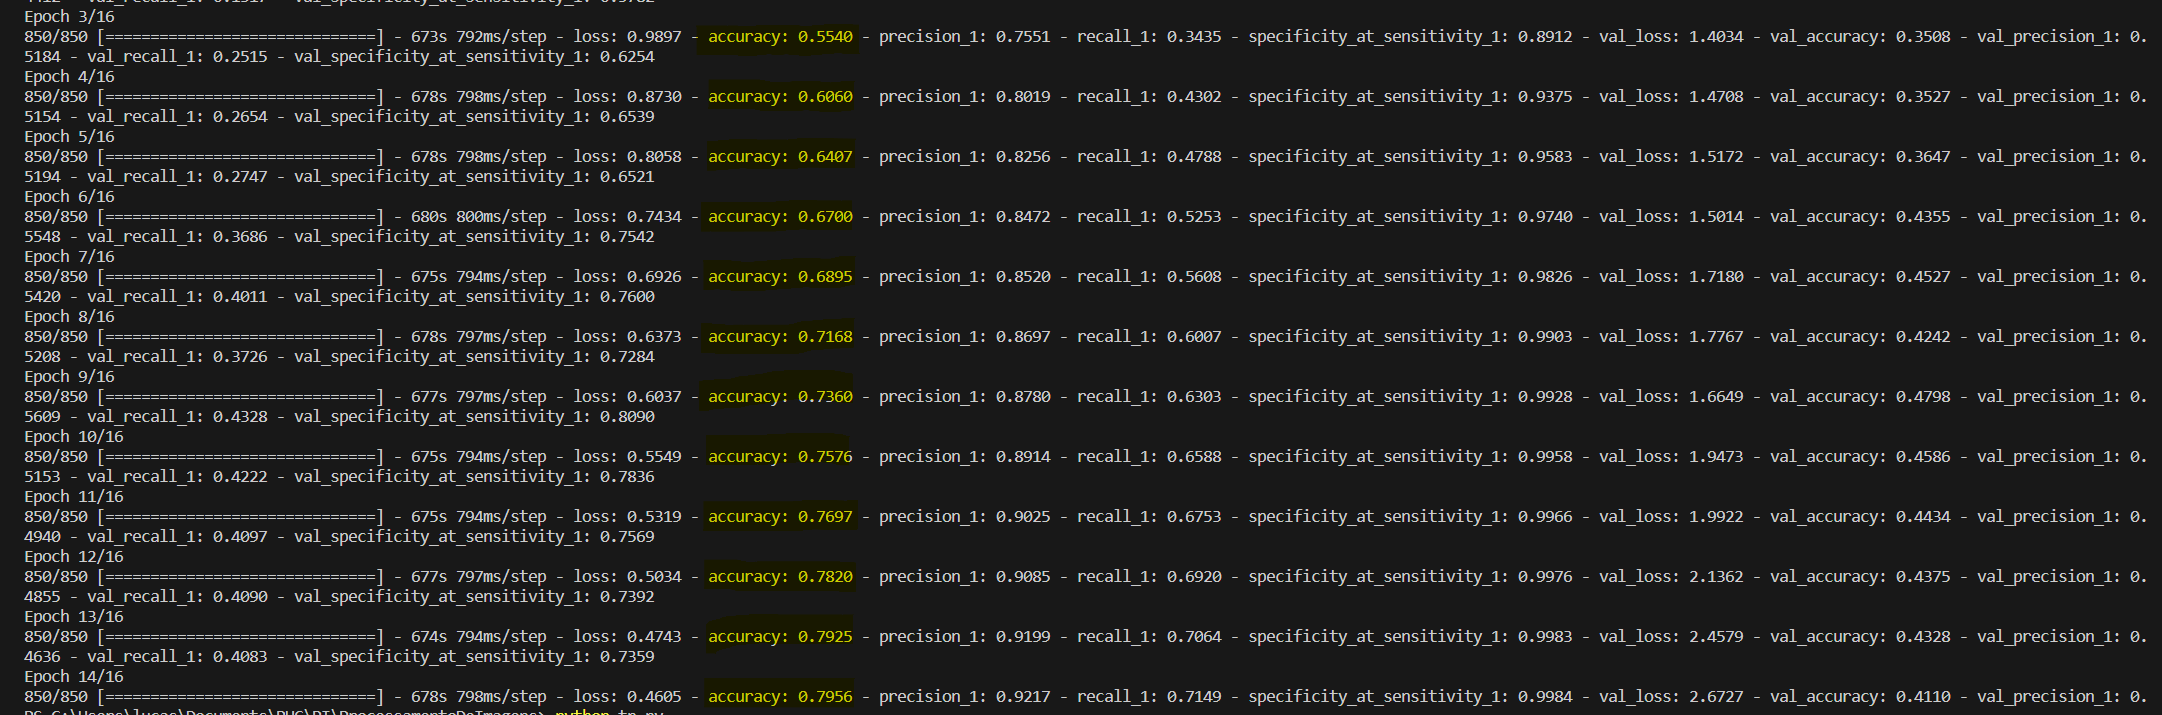 Epoch 3/16
850/850 [==============================] - 673s 792ms/step - loss: 0.9897 - accuracy: 0.5540 - precision_1: 0.7551 - recall_1: 0.3435 - specificity_at_sensitivity_1: 0.8912 - val_loss: 1.4034 - val_accuracy: 0.3508 - val_precision_1: 0.
5184 - val_recall_1: 0.2515 - val_specificity_at_sensitivity_1: 0.6254
Epoch 4/16
850/850 [==============================] - 678s 798ms/step - loss: 0.8730 - accuracy: 0.6060 - precision_1: 0.8019 - recall_1: 0.4302 - specificity_at_sensitivity_1: 0.9375 - val_loss: 1.4708 - val_accuracy: 0.3527 - val_precision_1: 0.
5154 - val_recall_1: 0.2654 - val_specificity_at_sensitivity_1: 0.6539
Epoch 5/16
850/850 [==============================] - 678s 798ms/step - loss: 0.8058 - accuracy: 0.6407 - precision_1: 0.8256 - recall_1: 0.4788 - specificity_at_sensitivity_1: 0.9583 - val_loss: 1.5172 - val_accuracy: 0.3647 - val_precision_1: 0.
5194 - val_recall_1: 0.2747 - val_specificity_at_sensitivity_1: 0.6521
Epoch 6/16
850/850 [==============================] - 680s 800ms/step - loss: 0.7434 - accuracy: 0.6700 - precision_1: 0.8472 - recall_1: 0.5253 - specificity_at_sensitivity_1: 0.9740 - val_loss: 1.5014 - val_accuracy: 0.4355 - val_precision_1: 0.
5548 - val_recall_1: 0.3686 - val_specificity_at_sensitivity_1: 0.7542
Epoch 7/16
850/850 [==============================] - 675s 794ms/step - loss: 0.6926 - accuracy: 0.6895 - precision_1: 0.8520 - recall_1: 0.5608 - specificity_at_sensitivity_1: 0.9826 - val_loss: 1.7180 - val_accuracy: 0.4527 - val_precision_1: 0.
5420 - val_recall_1: 0.4011 - val_specificity_at_sensitivity_1: 0.7600
Epoch 8/16
850/850 [==============================] - 678s 797ms/step - loss: 0.6373 - accuracy: 0.7168 - precision_1: 0.8697 - recall_1: 0.6007 - specificity_at_sensitivity_1: 0.9903 - val_loss: 1.7767 - val_accuracy: 0.4242 - val_precision_1: 0.
5208 - val_recall_1: 0.3726 - val_specificity_at_sensitivity_1: 0.7284
Epoch 9/16
850/850 [==============================] - 677s 797ms/step - loss: 0.6037 - accuracy: 0.7360 - precision_1: 0.8780 - recall_1: 0.6303 - specificity_at_sensitivity_1: 0.9928 - val_loss: 1.6649 - val_accuracy: 0.4798 - val_precision_1: 0.
5609 - val_recall_1: 0.4328 - val_specificity_at_sensitivity_1: 0.8090
Epoch 10/16
850/850 [==============================] - 675s 794ms/step - loss: 0.5549 - accuracy: 0.7576 - precision_1: 0.8914 - recall_1: 0.6588 - specificity_at_sensitivity_1: 0.9958 - val_loss: 1.9473 - val_accuracy: 0.4586 - val_precision_1: 0.
5153 - val_recall_1: 0.4222 - val_specificity_at_sensitivity_1: 0.7836
Epoch 11/16
850/850 [==============================] - 675s 794ms/step - loss: 0.5319 - accuracy: 0.7697 - precision_1: 0.9025 - recall_1: 0.6753 - specificity_at_sensitivity_1: 0.9966 - val_loss: 1.9922 - val_accuracy: 0.4434 - val_precision_1: 0.
4940 - val_recall_1: 0.4097 - val_specificity_at_sensitivity_1: 0.7569
Epoch 12/16
850/850 [==============================] - 677s 797ms/step - loss: 0.5034 - accuracy: 0.7820 - precision_1: 0.9085 - recall_1: 0.6920 - specificity_at_sensitivity_1: 0.9976 - val_loss: 2.1362 - val_accuracy: 0.4375 - val_precision_1: 0.
4855 - val_recall_1: 0.4090 - val_specificity_at_sensitivity_1: 0.7392
Epoch 13/16
850/850 [==============================] - 674s 794ms/step - loss: 0.4743 - accuracy: 0.7925 - precision_1: 0.9199 - recall_1: 0.7064 - specificity_at_sensitivity_1: 0.9983 - val_loss: 2.4579 - val_accuracy: 0.4328 - val_precision_1: 0.
4636 - val_recall_1: 0.4083 - val_specificity_at_sensitivity_1: 0.7359
Epoch 14/16
850/850 [==============================] - 678s 798ms/step - loss: 0.4605 - accuracy: 0.7956 - precision_1: 0.9217 - recall_1: 0.7149 - specificity_at_sensitivity_1: 0.9984 - val_loss: 2.6727 - val_accuracy: 0.4110 - val_precision_1: 0.